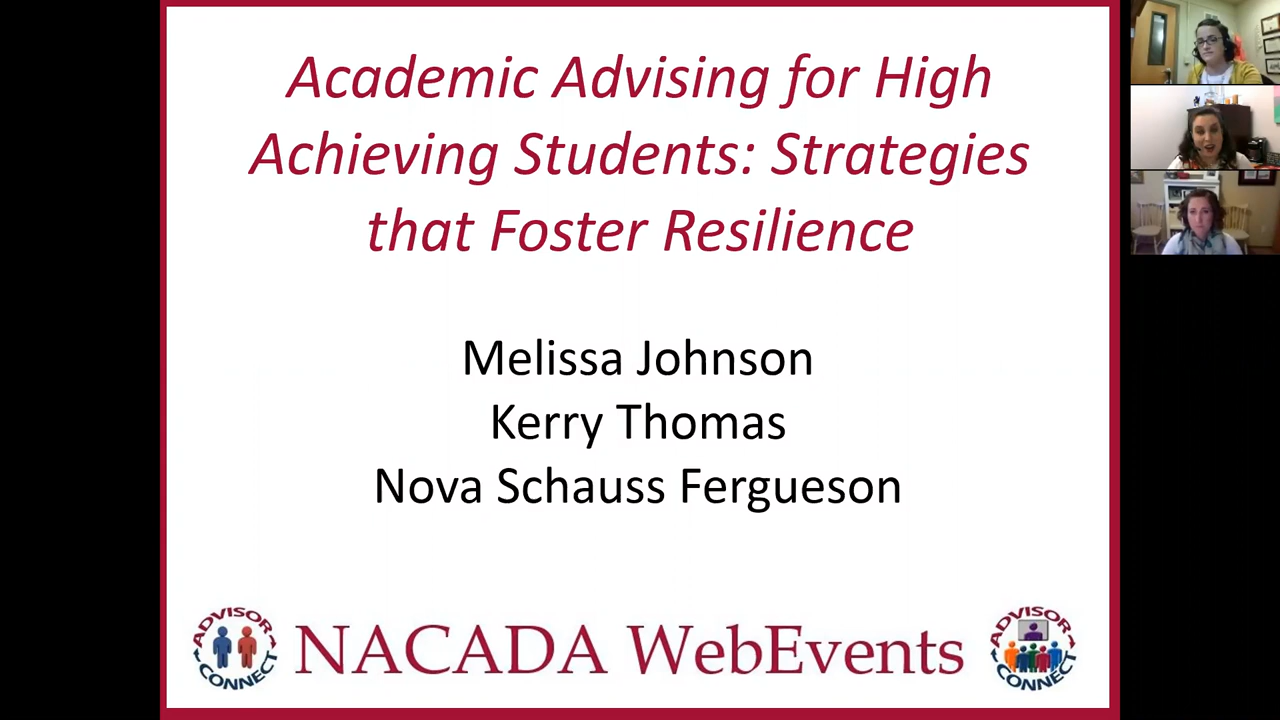 Academic Advising for High
Achieving Students: Strategies
that Foster Resilience
Melissa Johnson
Kerry Thomas
Nova Schauss Fergueson
ADVISOR
CONNECT
NACADA WebEvents
ADVISOR
CONNECT